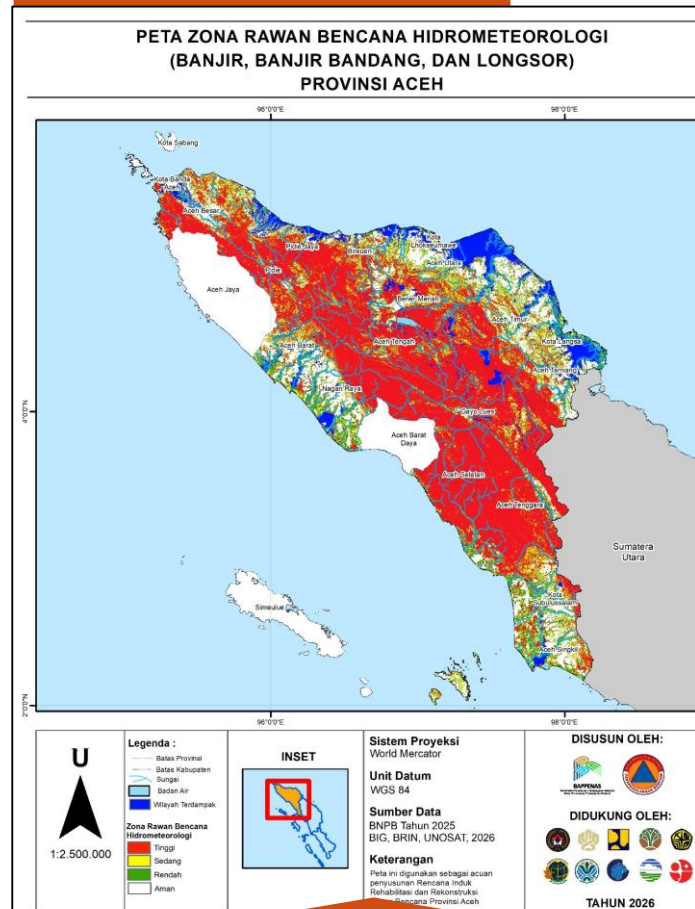 PETA ZONA RAWAN BENCANA HIDROMETEOROLOGI
(BANJIR, BANJIR BANDANG, DAN LONGSOR)
PROVINSI ACEH
96°0'0"E
98°0'0"E
Kota Sabang
Kota Banda
Aceh
Aceh Besar
Pidie Jaya
Bireuen
Kota
Lhokseumawe
Aceh Utara
Pidie
Aceh Jaya
Bener Meriah
Aceh Timur
Kota Langsa
Aceh Barat
Aceh Tengah
Aceh Tamiang
Nagan Raya
4°0'0"N
Gayo Lues
Aceh Barat
Daya
Aceh Selatan
Aceh Tenggara
Sumatera
Utara
Simeulue
Kota
Subulussalam
Aceh Singkil
2°0'0"N
96°0'0"E
98°0'0"E
U
1:2.500.000
Legenda :
Batas Provinsi
Batas Kabupaten
Sungai
Badan Air
Wilayah Terdampak
Zona Rawan Bencana
Hidrometeorologi
Tinggi
Sedang
Rendah
Aman
INSET
Sistem Proyeksi
World Mercator
Unit Datum
WGS 84
Sumber Data
BNPB Tahun 2025
BIG, BRIN, UNOSAT, 2026
Keterangan
Peta ini digunakan sebagai acuan
penyusunan Rencana Induk
Rehabilitasi dan Rekonstruksi
Bencana Provinsi Aceh
DISUSUN OLEH:
BAPPENAS
DIDUKUNG OLEH:
TAHUN 2026